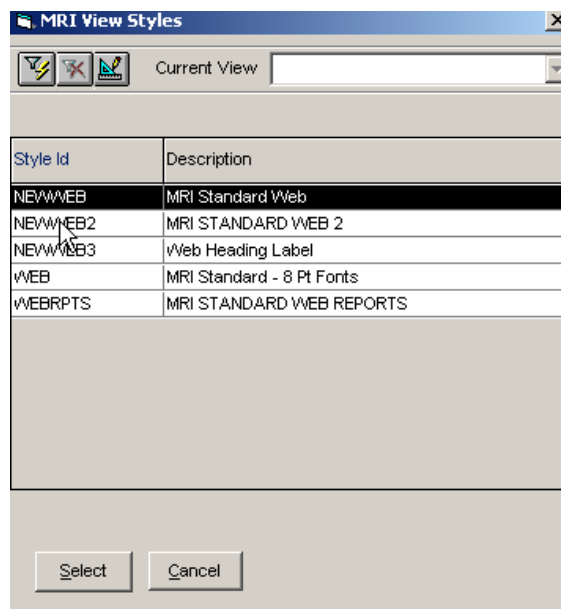 MRI View Styles
Current View
Style Id Description
NEWWEB MRI Standard Web
NEWWEB2 MRI STANDARD WEB 2
NEWWEB3 Web Heading Label
WEB MRI Standard - 8 Pt Fonts
WEBRPTS MRI STANDARD WEB REPORTS
Select Cancel